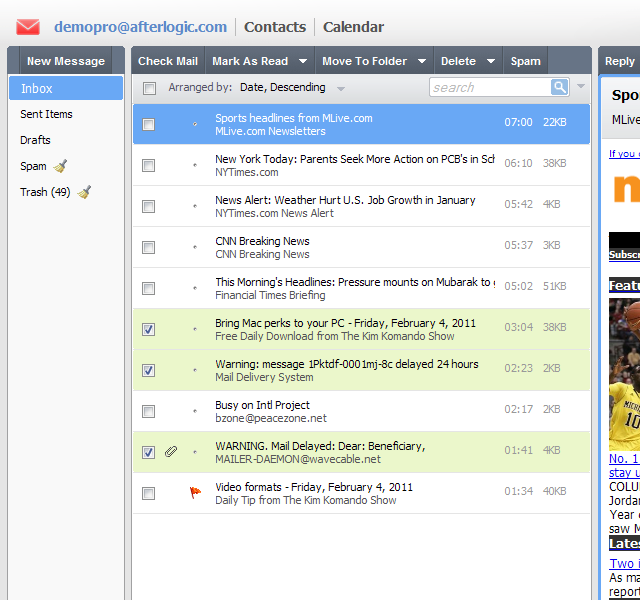 demopro@afterlogic.com Contacts Calendar
New Message Check Mail Mark As Read Move To Folder Delete Spam Reply
Inbox
Sent Items
Drafts
Spam
Trash (49)
Arranged by: Date, Descending search
Sports headlines from MLive.com 07:00 22KB
MLive.com Newsletters
New York Today: Parents Seek More Action on PCB's in Sch 06:10 38KB
NYTimes.com
News Alert: Weather Hurt U.S. Job Growth in January 05:42 4KB
NYTimes.com News Alert
CNN Breaking News 05:37 3KB
CNN Breaking News
This Morning's Headlines: Pressure mounts on Mubarak to g 05:02 51KB
Financial Times Briefing
Bring Mac perks to your PC - Friday, February 4, 2011 03:04 38KB
Free Daily Download from The Kim Komando Show
Warning: message 1Pktdf-0001mj-8c delayed 24 hours 02:23 2KB
Mail Delivery System
Busy on Intl Project 02:17 2KB
bzone@peacezone.net
WARNING. Mail Delayed: Dear: Beneficiary, 01:41 4KB
MAILER-DAEMON@wavecable.net
Video formats - Friday, February 4, 2011 01:34 40KB
Daily Tip from The Kim Komando Show
Spo
MLive
If you
m
Subscr
Featu
MICHIG
10
No. 1
stay u
COLU
Jordar
Year
saw M
Lates
Two i
As ma
report